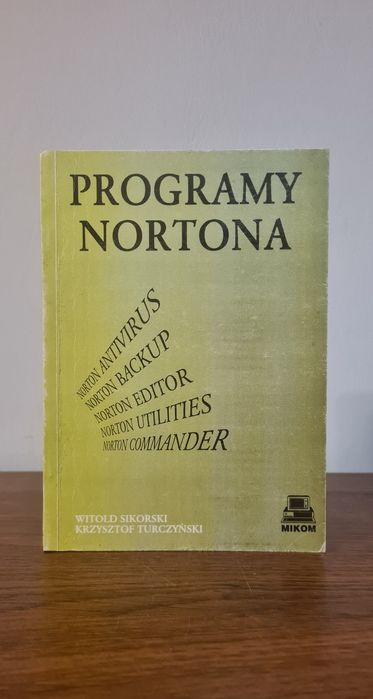 PROGRAMY
NORTONA
NORTON ANTIVIRUS
NORTON BACKUP
NORTON EDITOR
NORTON UTILITIES
NORTON COMMANDER
WITOLD SIKORSKI
KRZYSZTOF TURCZYŃSKI
MIKOM